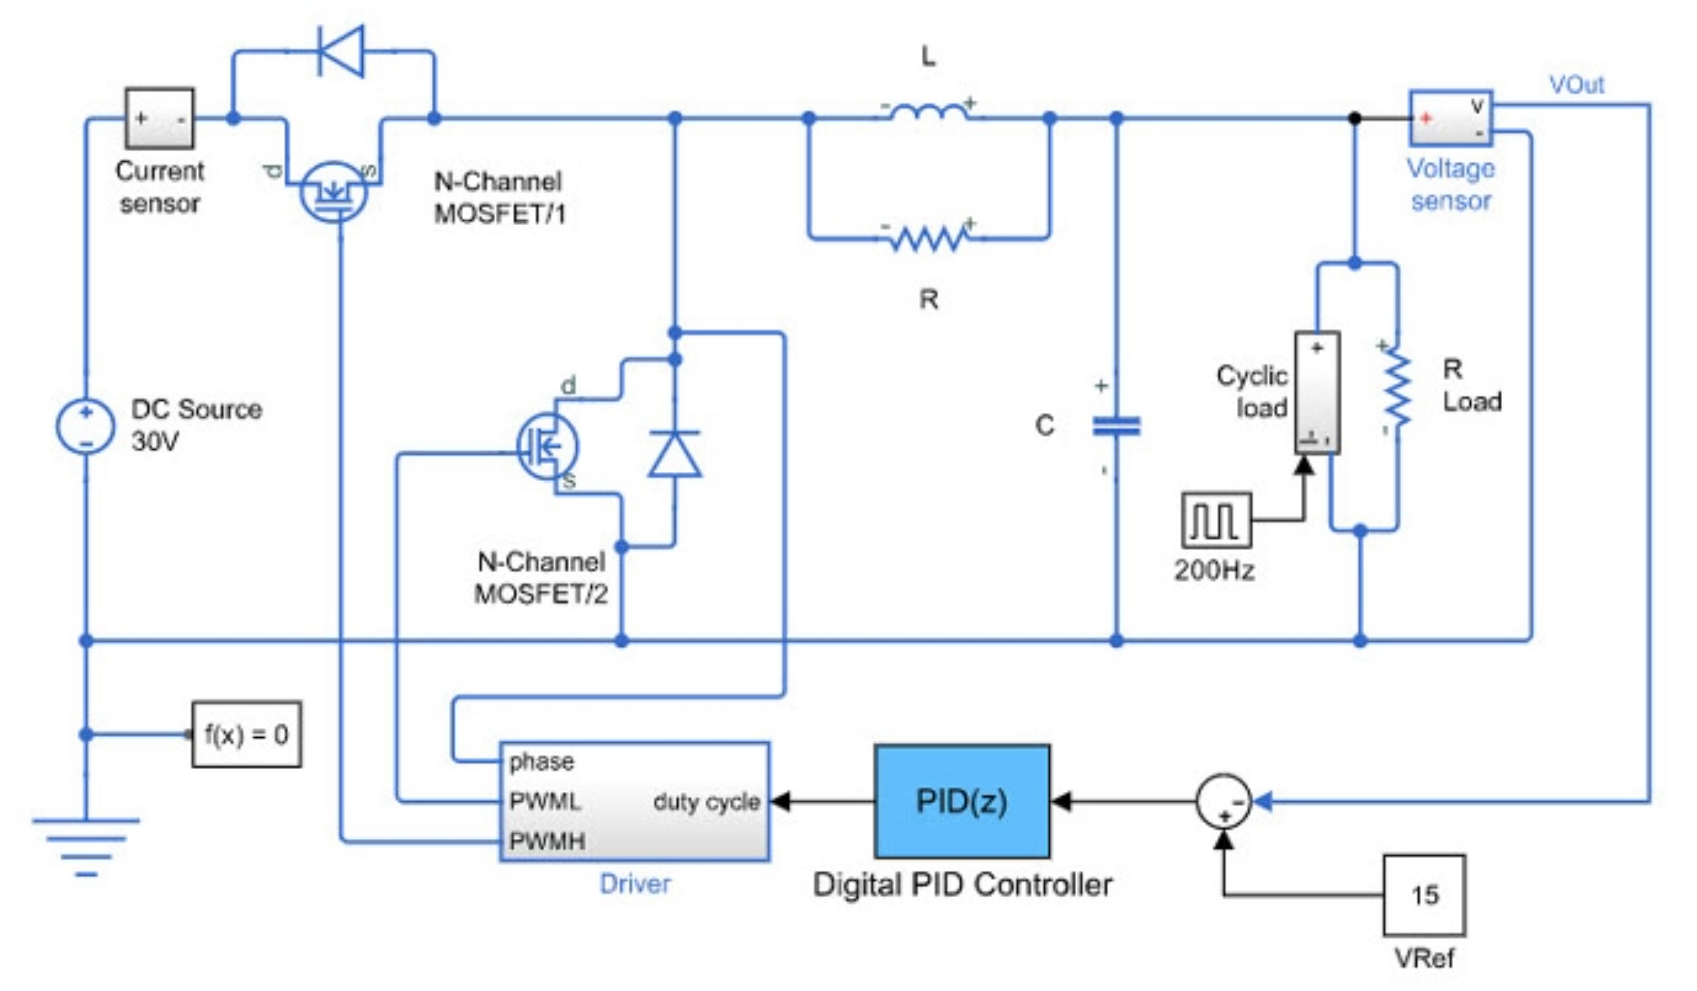 L
VOut
+
-
-
+
v
+
-
Current
sensor
d
s
N-Channel
MOSFET/1
Voltage
sensor
-
+
R
+
-
DC Source
30V
d
s
N-Channel
MOSFET/2
+
C
-
+
Cyclic
load
+
R
Load
-
200Hz
f(x) = 0
phase
PWML
PWMH
duty cycle
Driver
PID(z)
Digital PID Controller
-
+
15
VRef